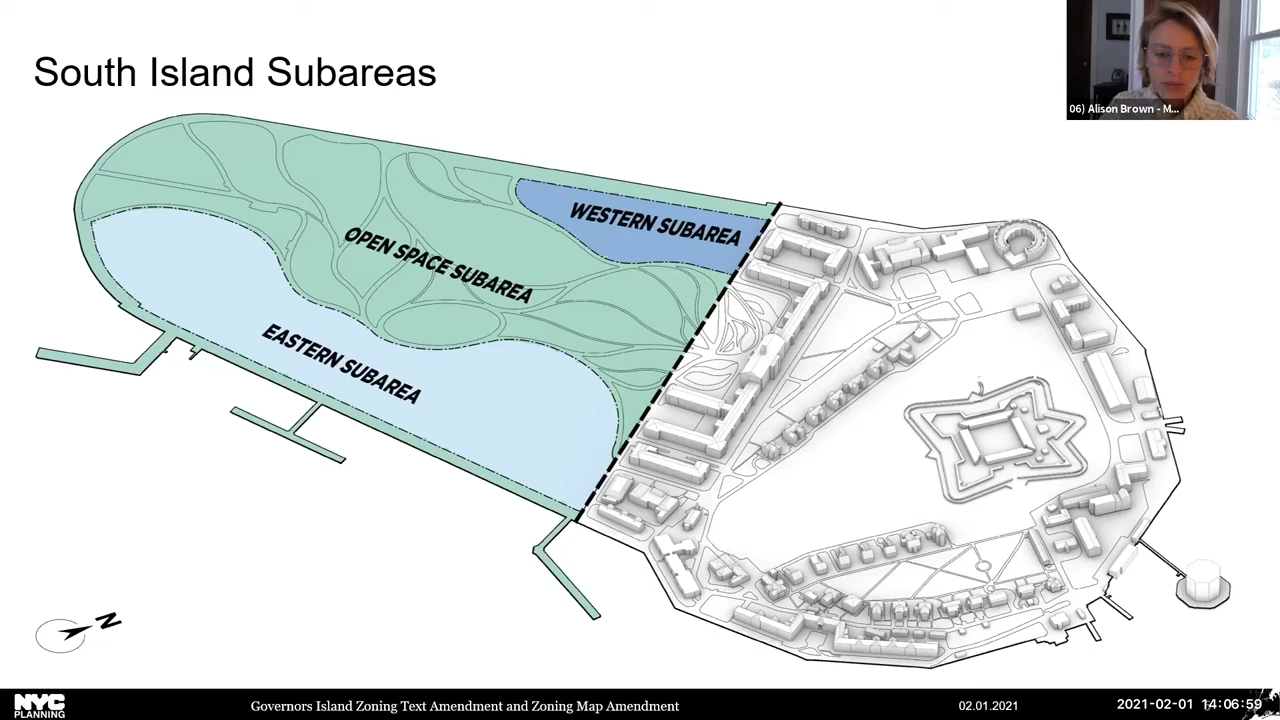 South Island Subareas
06) Alison Brown - M...
WESTERN SUBAREA
OPEN SPACE SUBAREA
EASTERN SUBAREA
N
NYC
PLANNING
Governors Island Zoning Text Amendment and Zoning Map Amendment
02.01.2021
2021-02-01 14:06:59